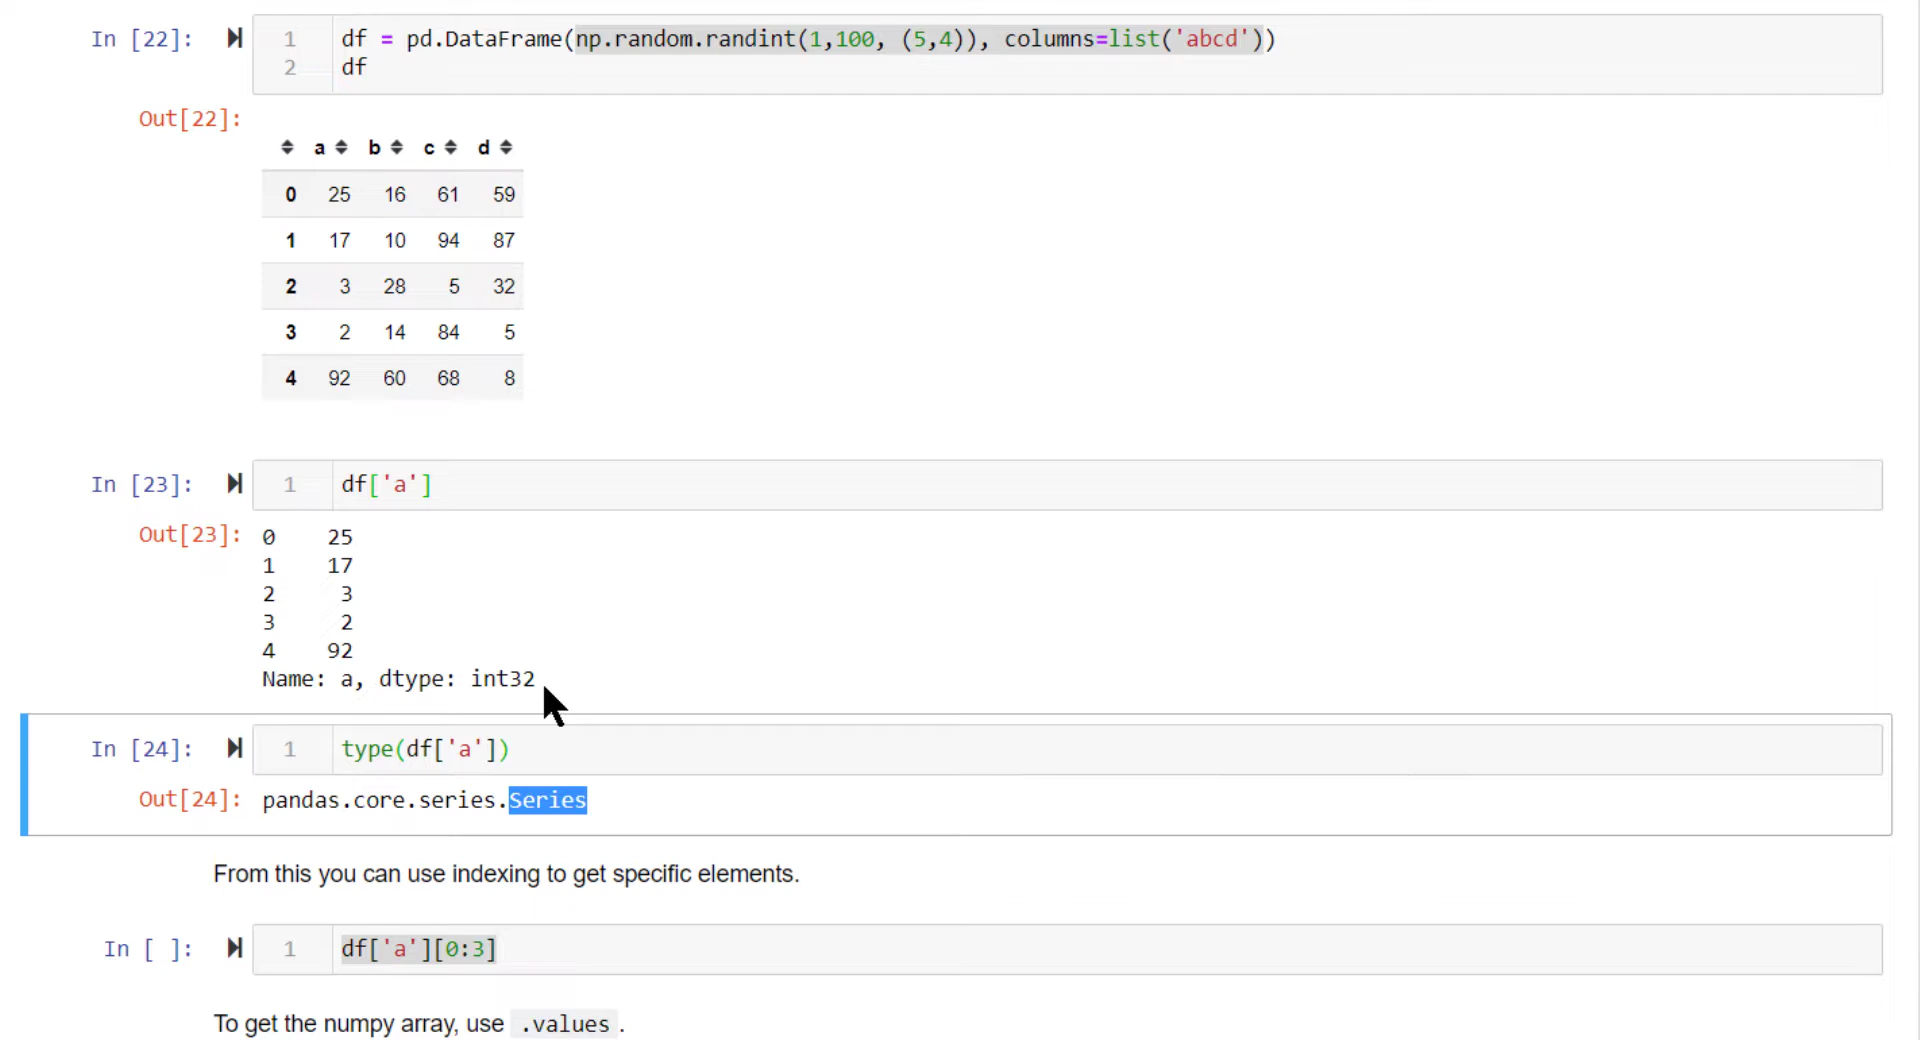 In [22]: 1 df = pd.DataFrame(np.random.randint(1,100, (5,4)), columns=list('abcd'))
2 df
Out[22]:
a b c d
0 25 16 61 59
1 17 10 94 87
2 3 28 5 32
3 2 14 84 5
4 92 60 68 8
In [23]: 1 df['a']
Out[23]: 0 25
1 17
2 3
3 2
4 92
Name: a, dtype: int32
In [24]: 1 type(df['a'])
Out[24]: pandas.core.series.Series
From this you can use indexing to get specific elements.
In [ ]: 1 df['a'][0:3]
To get the numpy array, use .values .